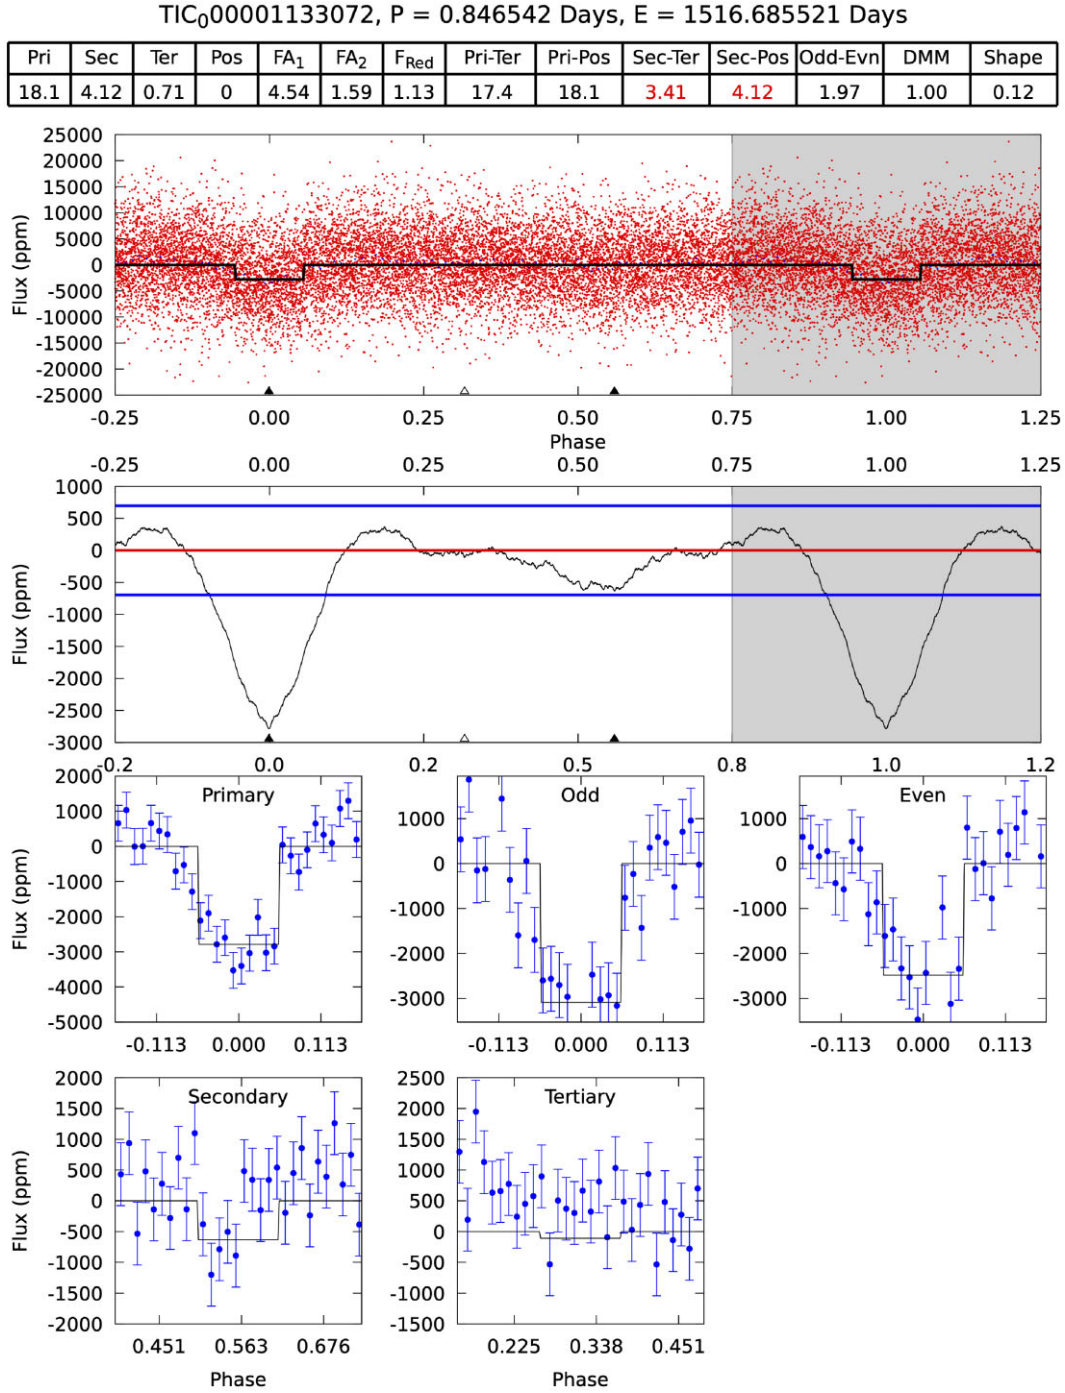 TIC000001133072, P = 0.846542 Days, E = 1516.685521 Days
Pri Sec Ter Pos FA1 FA2 FRed Pri-Ter Pri-Pos Sec-Ter Sec-Pos Odd-Evn DMM Shape
18.1 4.12 0.71 0 4.54 1.59 1.13 17.4 18.1 3.41 4.12 1.97 1.00 0.12
25000
20000
15000
10000
5000
0
-5000
-10000
-15000
-20000
-25000
Flux (ppm)
-0.25 0.00 0.25 0.50 0.75 1.00 1.25
Phase
-0.25 0.00 0.25 0.50 0.75 1.00 1.25
1000
500
0
-500
-1000
-1500
-2000
-2500
-3000
Flux (ppm)
-0.2 0.0 0.2 0.5 0.8 1.0 1.2
Primary
2000
1000
0
-1000
-2000
-3000
-4000
-5000
Flux (ppm)
-0.113 0.000 0.113
Odd
1000
0
-1000
-2000
-3000
-0.113 0.000 0.113
Even
1000
0
-1000
-2000
-3000
-0.113 0.000 0.113
Secondary
2000
1500
1000
500
0
-500
-1000
-1500
-2000
Flux (ppm)
0.451 0.563 0.676
Phase
Tertiary
2500
2000
1500
1000
500
0
-500
-1000
-1500
0.225 0.338 0.451
Phase